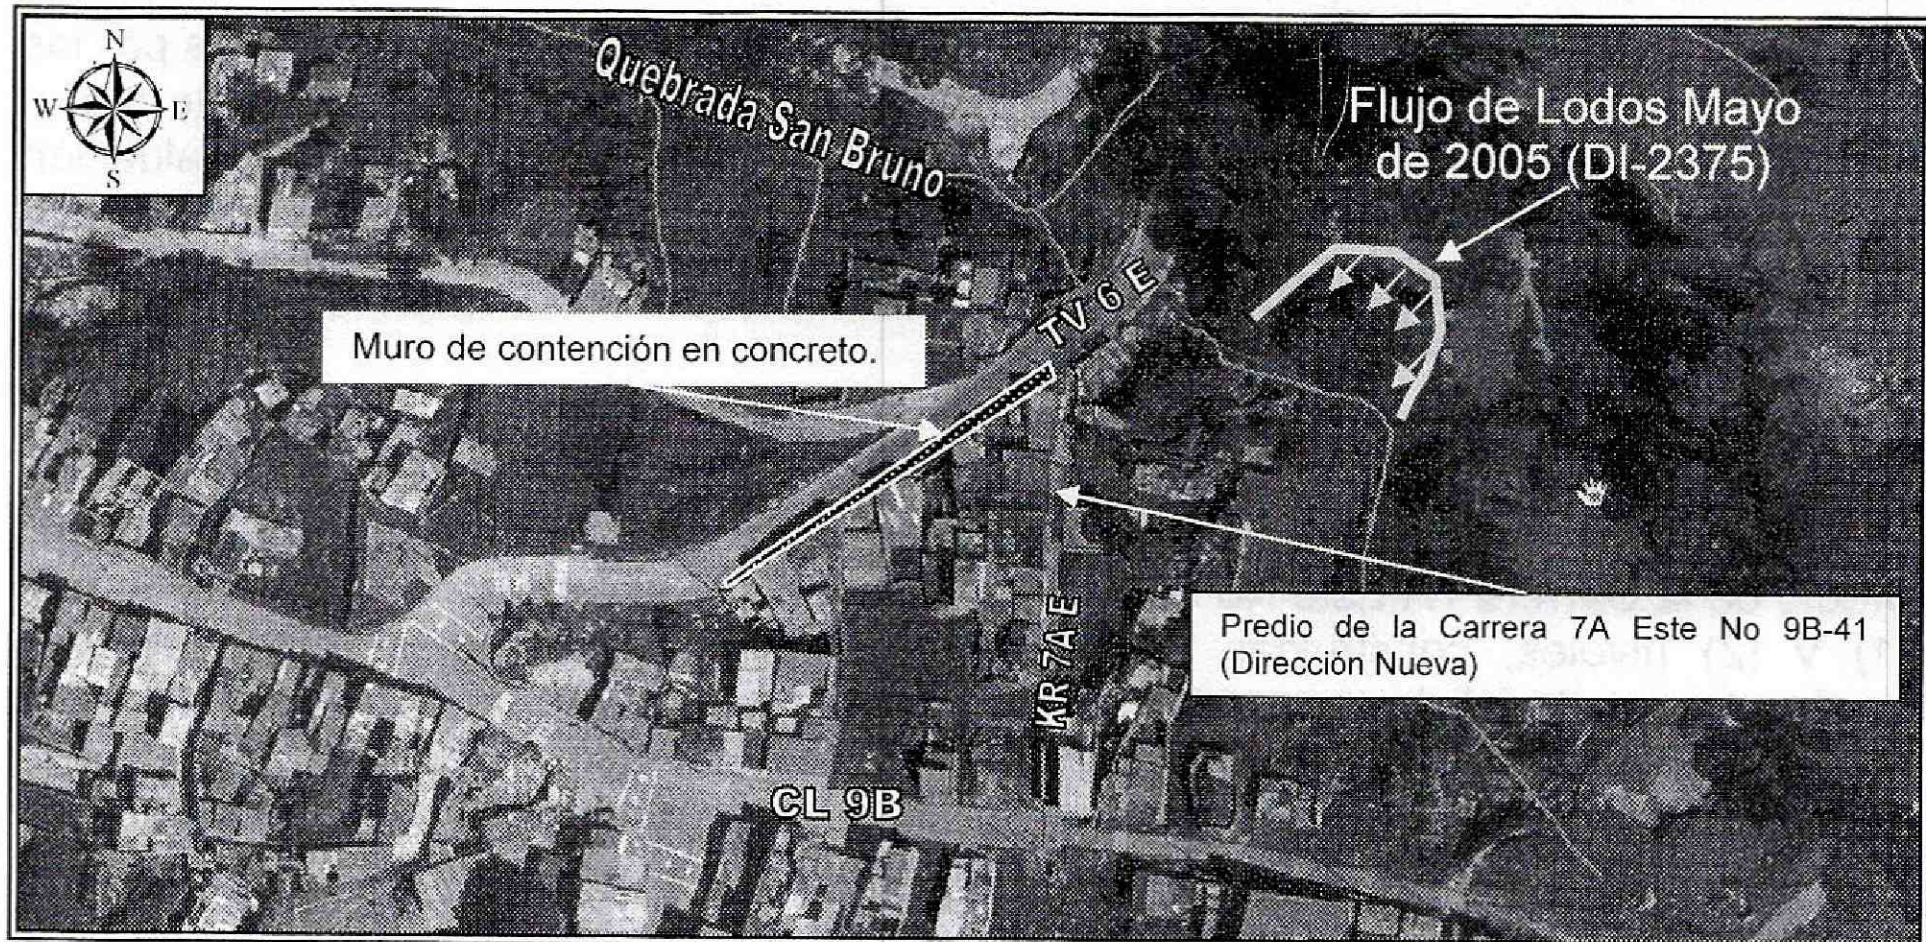 N
W E
S
Quebrada San Bruno
Flujo de Lodos Mayo
de 2005 (DI-2375)
TV 6 E
Muro de contención en concreto.
Predio de la Carrera 7A Este No 9B-41
(Dirección Nueva)
KR 7A E
CL 9B